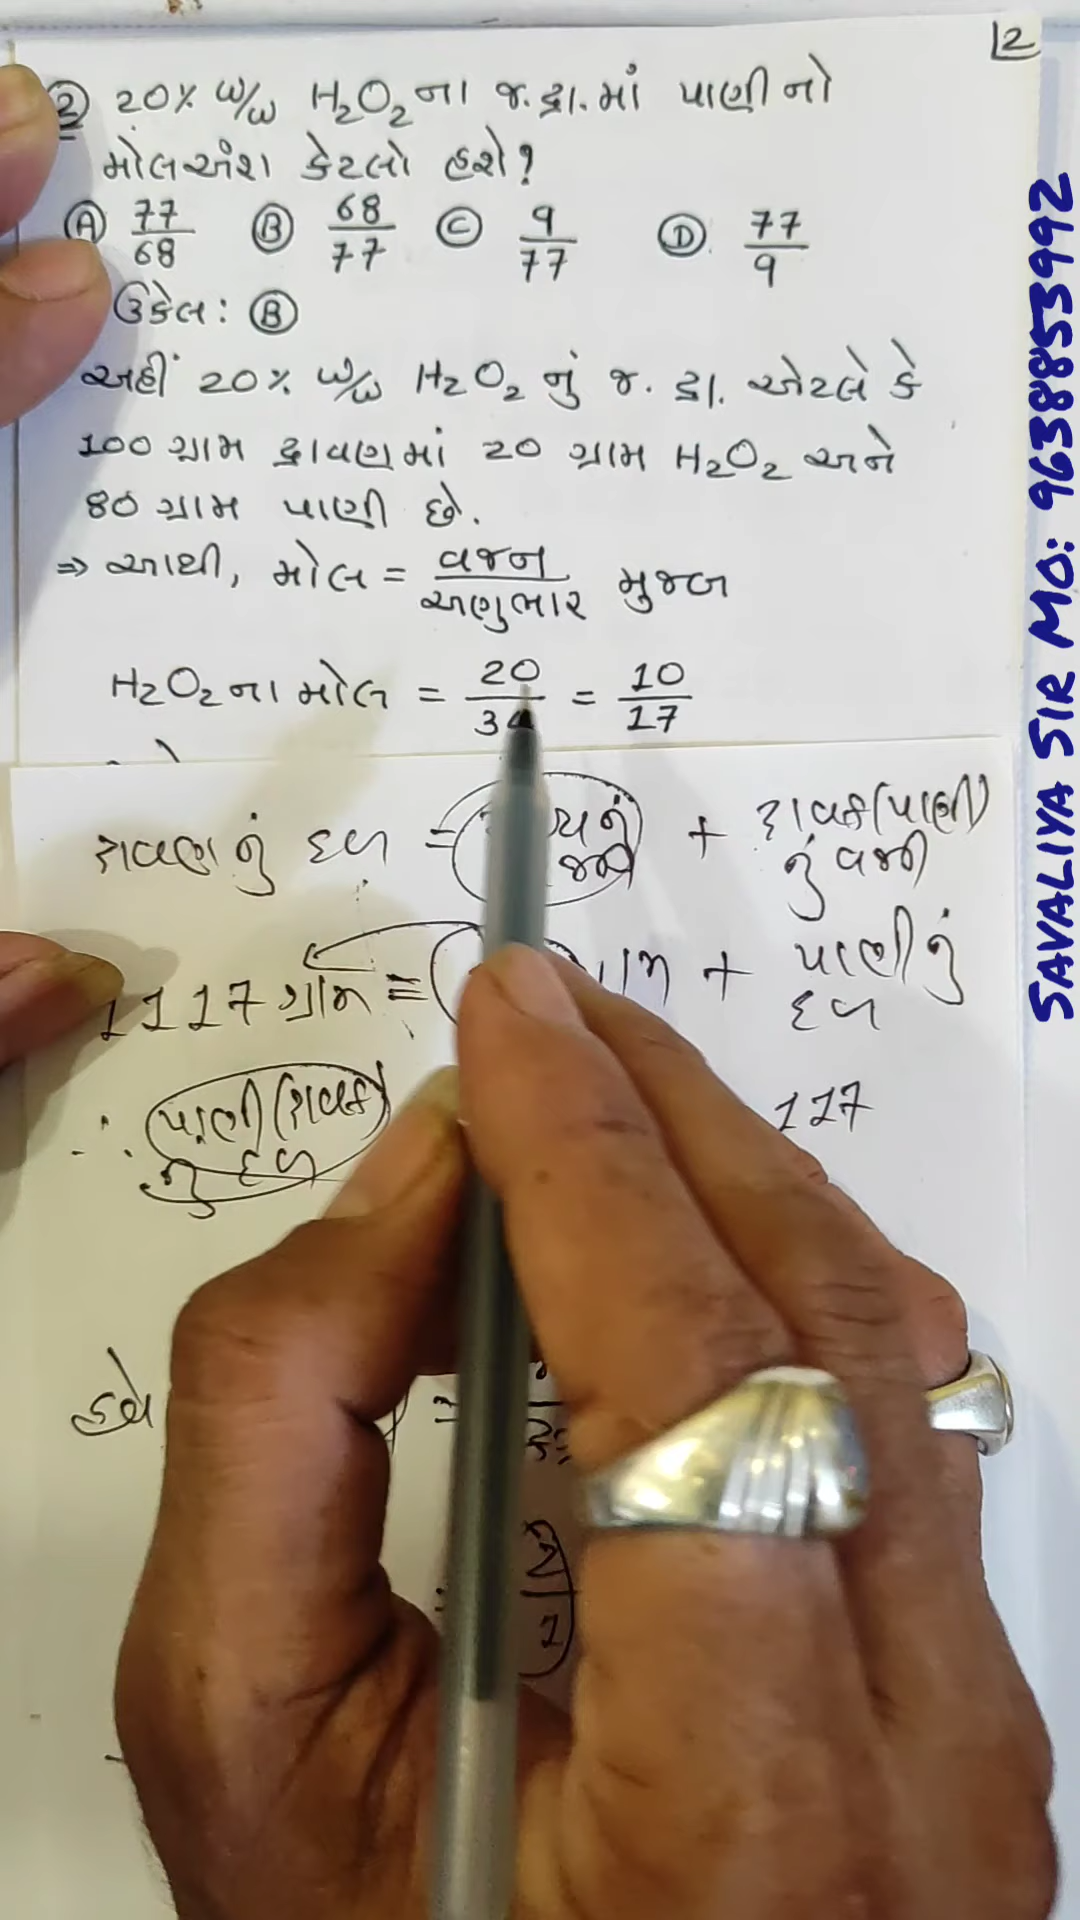 2
② 20% w/w H₂O₂ના જ.દ્રા.માં પાણીનો
મોલઅંશ કેટલો હશે?
Ⓐ 77/68 Ⓑ 68/77 Ⓒ 9/77 Ⓓ 77/9
ઉકેલ: Ⓑ
અહીં 20% w/w H₂O₂ નું જ. દ્રા. એટલે કે
100 ગ્રામ દ્રાવણમાં 20 ગ્રામ H₂O₂ અને
80 ગ્રામ પાણી છે.
⇒ આથી, મોલ = વજન/અણુભાર મુજબ
H₂O₂ના મોલ = 20/34 = 10/17
દ્રાવણનું દળ = + દ્રાવક(પાણી)
નું વજન
1117 ગ્રામ = + પાણીનું
દળ
∴ પાણી(દ્રાવક)
નું દળ
117
હવે
SAVALIYA SIR MO: 9638853992